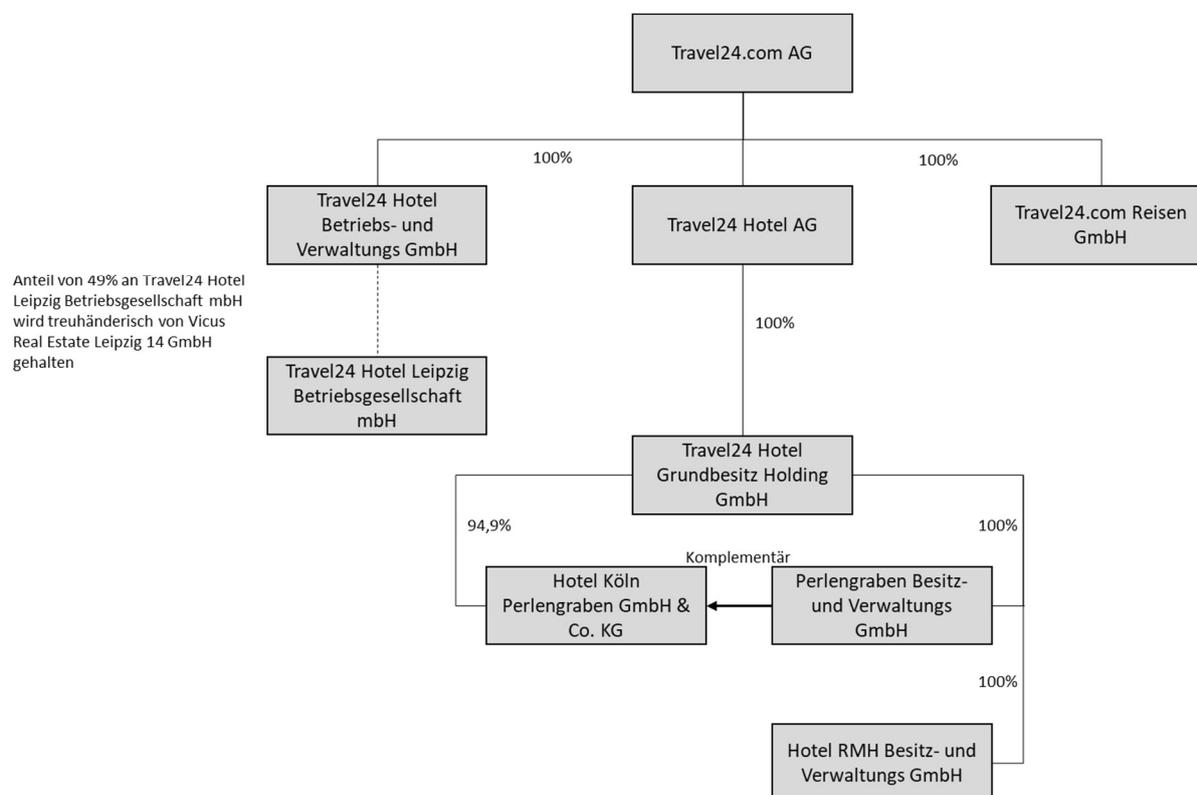 Travel24.com AG
100%
100%
Travel24 Hotel
Betriebs- und
Verwaltungs GmbH
Travel24 Hotel AG
Travel24.com Reisen
GmbH
Anteil von 49% an Travel24 Hotel
Leipzig Betriebsgesellschaft mbH
wird treuhänderisch von Vicus
Real Estate Leipzig 14 GmbH
gehalten
100%
Travel24 Hotel Leipzig
Betriebsgesellschaft
mbH
Travel24 Hotel
Grundbesitz Holding
GmbH
94,9%
100%
Komplementär
Hotel Köln
Perlengraben GmbH &
Co. KG
Perlengraben Besitz-
und Verwaltungs
GmbH
100%
Hotel RMH Besitz- und
Verwaltungs GmbH